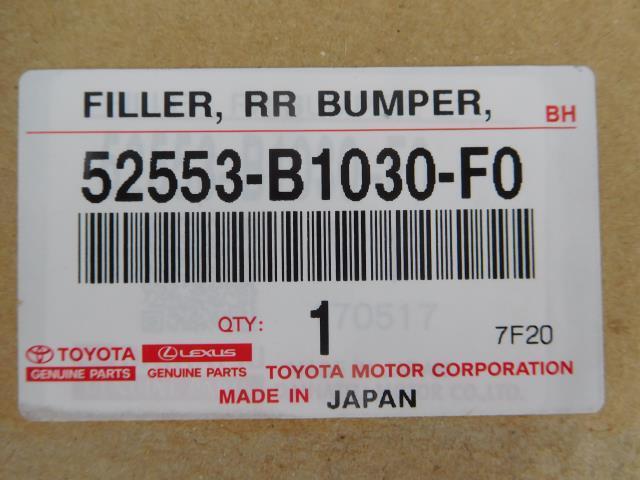 FILLER, RR BUMPER,
BH
52553-B1030-F0
QTY: 1 70517 7F20
TOYOTA LEXUS
GENUINE PARTS GENUINE PARTS TOYOTA MOTOR CORPORATION
MADE IN JAPAN